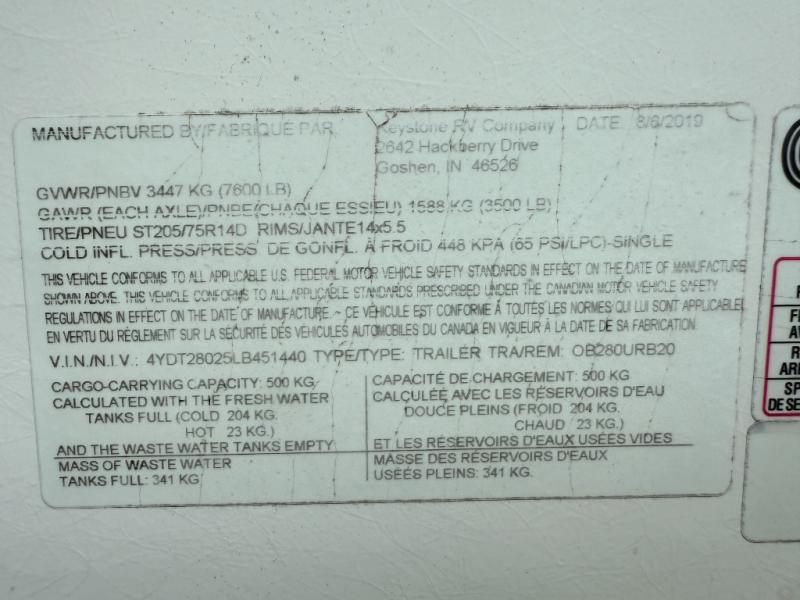 MANUFACTURED BY/FABRIQUE PAR Keystone RV Company DATE 8/6/2019
2642 Hackberry Drive
Goshen, IN 46526
GVWR/PNBV 3447 KG (7600 LB)
GAWR (EACH AXLE)/PNBE(CHAQUE ESSIEU) 1588 KG (3500 LB)
TIRE/PNEU ST205/75R14D RIMS/JANTE14x5.5
COLD INFL. PRESS/PRESS DE GONFL. À FROID 448 KPA (65 PSI/LPC)-SINGLE
THIS VEHICLE CONFORMS TO ALL APPLICABLE U.S. FEDERAL MOTOR VEHICLE SAFETY STANDARDS IN EFFECT ON THE DATE OF MANUFACTURE
SHOWN ABOVE. THIS VEHICLE CONFORMS TO ALL APPLICABLE STANDARDS PRESCRIBED UNDER THE CANADIAN MOTOR VEHICLE SAFETY
REGULATIONS IN EFFECT ON THE DATE OF MANUFACTURE.~ CE VÉHICULE EST CONFORME À TOUTES LES NORMES QUI LUI SONT APPLICABLE
EN VERTU DU RÉGLEMENT SUR LA SÉCURITÉ DES VÉHICULES AUTOMOBILES DU CANADA EN VIGUEUR À LA DATE DE SA FABRICATION.
V.I.N./N.I.V.: 4YDT28025LB451440 TYPE/TYPE: TRAILER TRA/REM: OB280URB20
CARGO-CARRYING CAPACITY: 500 KG
CALCULATED WITH THE FRESH WATER
TANKS FULL (COLD 204 KG.
HOT 23 KG.)
AND THE WASTE WATER TANKS EMPTY
MASS OF WASTE WATER
TANKS FULL: 341 KG
CAPACITÉ DE CHARGEMENT: 500 KG
CALCULÉE AVEC LES RÉSERVOIRS D'EAU
DOUCE PLEINS (FROID 204 KG.
CHAUD 23 KG.)
ET LES RÉSERVOIRS D'EAUX USÉES VIDES
MASSE DES RÉSERVOIRS D'EAUX
USÉES PLEINS: 341 KG.